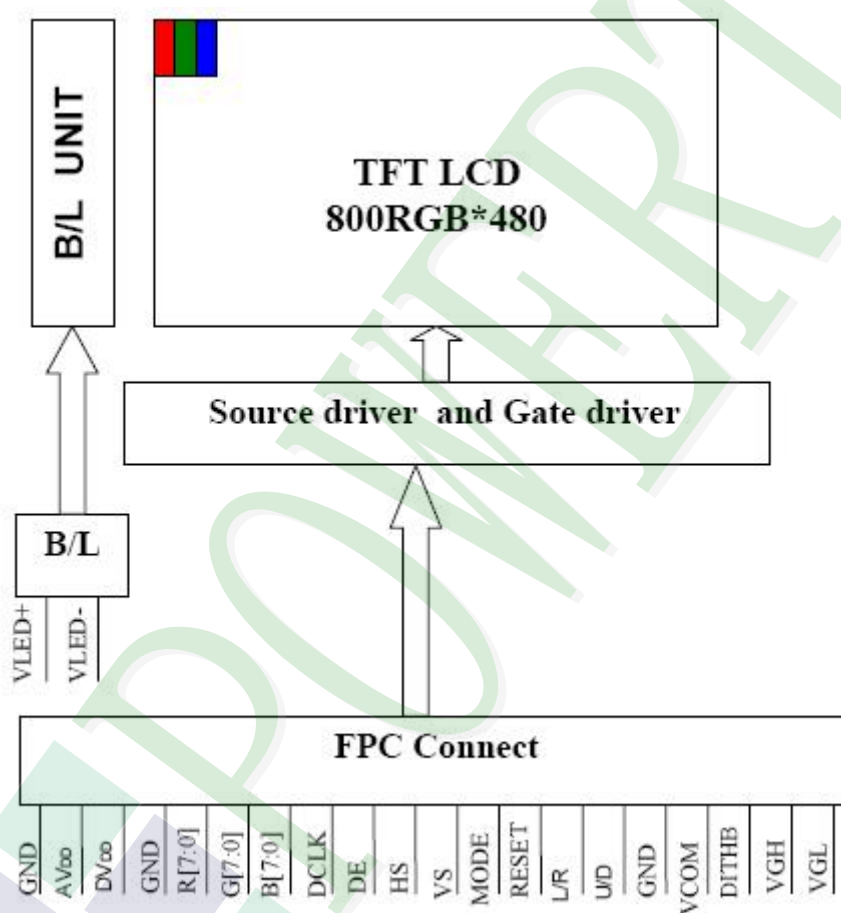 B/L UNIT
TFT LCD
800RGB*480
Source driver and Gate driver
B/L
VLED+
VLED-
FPC Connect
GND
AVDD
DVDD
GND
R[7:0]
G[7:0]
B[7:0]
DCLK
DE
HS
VS
MODE
RESET
L/R
U/D
GND
VCOM
DITHB
VGH
VGL
POWERT